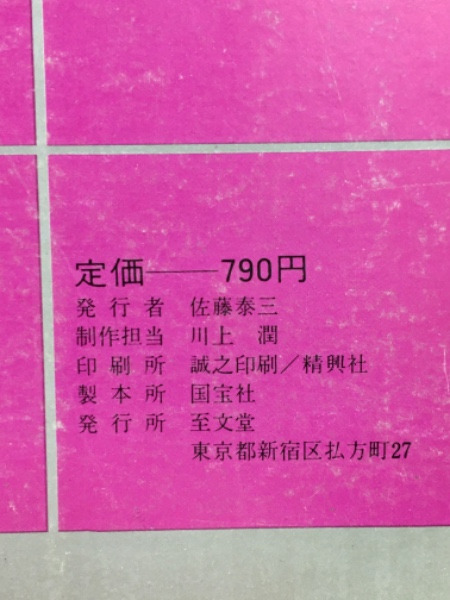 定価――790円
発行者 佐藤泰三
制作担当 川上 潤
印刷所 誠之印刷／精興社
製本所 国宝社
発行所 至文堂
東京都新宿区払方町27